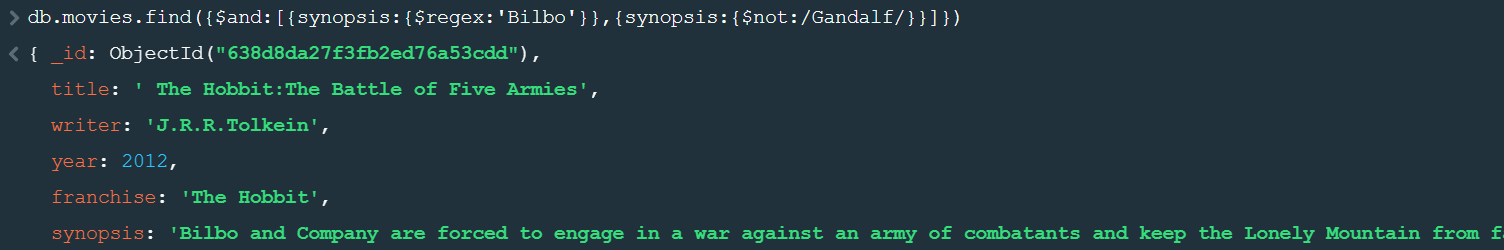 db.movies.find({$and:[{synopsis:{$regex:'Bilbo'}},{synopsis:{$not:/Gandalf/}}]})
{ _id: ObjectId("638d8da27f3fb2ed76a53cdd"),
title: ' The Hobbit:The Battle of Five Armies',
writer: 'J.R.R.Tolkein',
year: 2012,
franchise: 'The Hobbit',
synopsis: 'Bilbo and Company are forced to engage in a war against an army of combatants and keep the Lonely Mountain from f